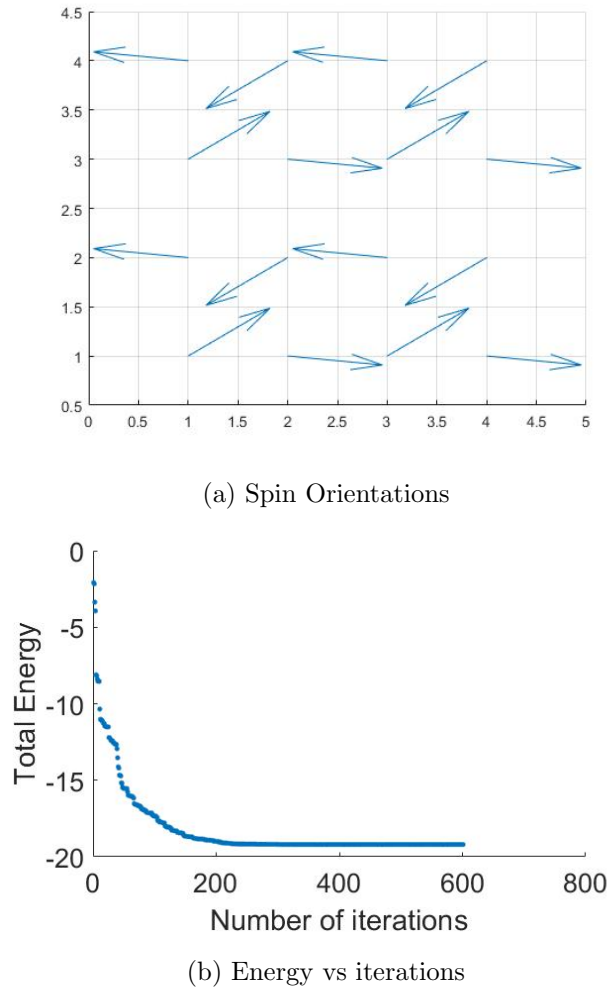 4.5
4
3.5
3
2.5
2
1.5
1
0.5
0 0.5 1 1.5 2 2.5 3 3.5 4 4.5 5
(a) Spin Orientations
0
-5
-10
-15
-20
Total Energy
0 200 400 600 800
Number of iterations
(b) Energy vs iterations